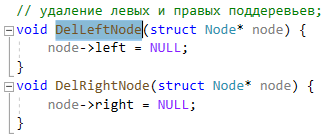 // удаление левых и правых поддеревьев;
void DelLeftNode(struct Node* node) {
node->left = NULL;
}
void DelRightNode(struct Node* node) {
node->right = NULL;
}